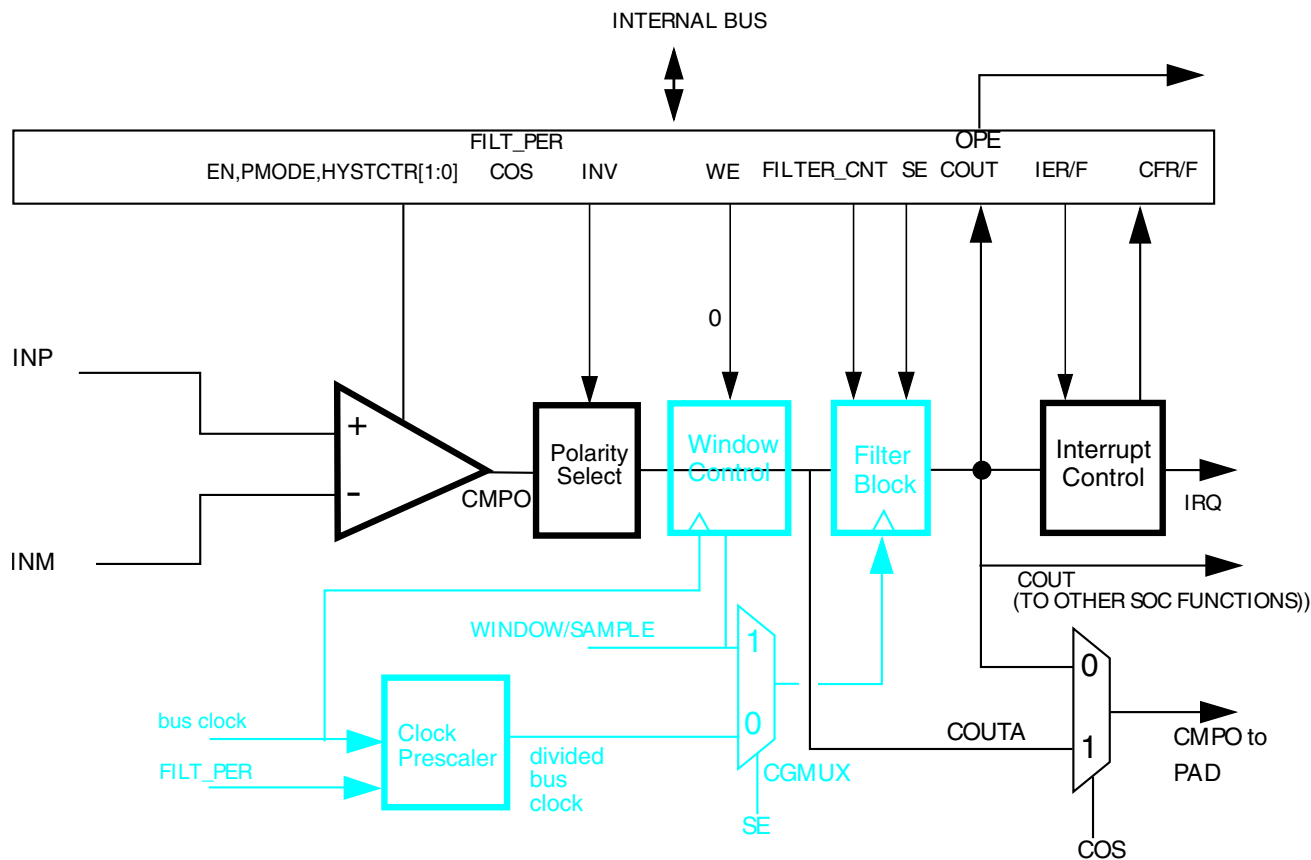 INTERNAL BUS
FILT_PER
OPE
EN,PMODE,HYSTCTR[1:0]
COS
INV
WE
FILTER_CNT
SE
COUT
IER/F
CFR/F
0
INP
+
-
INM
CMPO
Polarity
Select
Window
Control
Filter
Block
Interrupt
Control
IRQ
COUT
(TO OTHER SOC FUNCTIONS))
WINDOW/SAMPLE
1
0
CGMUX
SE
bus clock
FILT_PER
Clock
Prescaler
divided
bus
clock
COUTA
0
1
CMPO to
PAD
COS